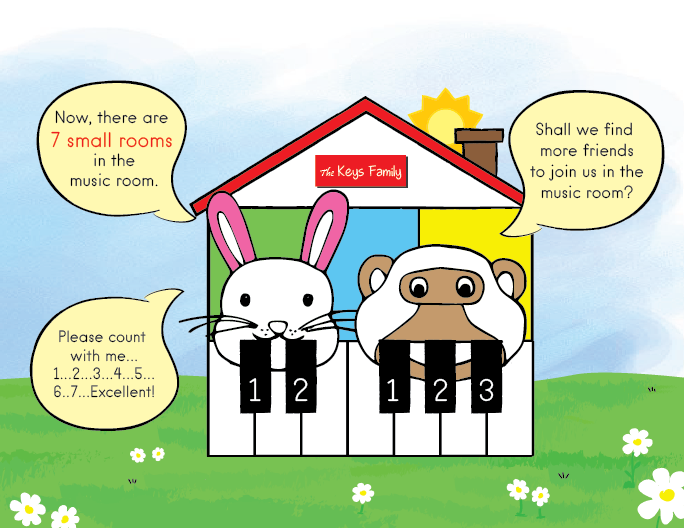 Now, there are
7 small rooms
in the
music room.
Shall we find
more friends
to join us in the
music room?
The Keys Family
Please count
with me...
1...2...3...4...5...
6..7...Excellent!
1 2 1 2 3